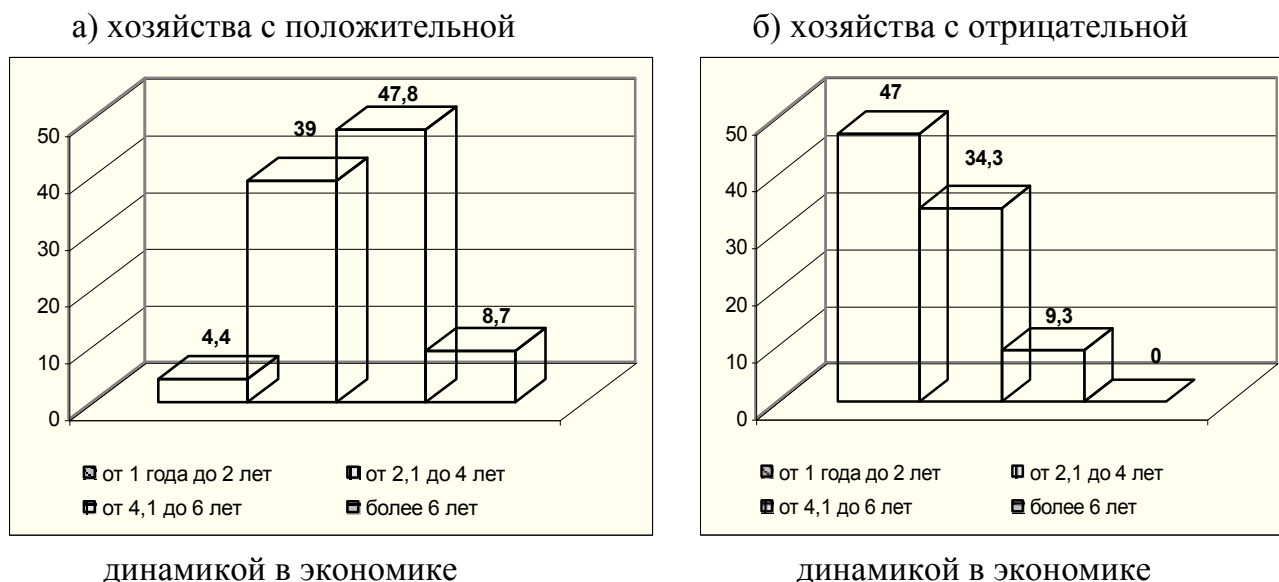 а) хозяйства с положительной
47,8
39
4,4
8,7
50
40
30
20
10
0
от 1 года до 2 лет
от 2,1 до 4 лет
от 4,1 до 6 лет
более 6 лет
динамикой в экономике
б) хозяйства с отрицательной
47
34,3
9,3
0
50
40
30
20
10
0
от 1 года до 2 лет
от 2,1 до 4 лет
от 4,1 до 6 лет
более 6 лет
динамикой в экономике